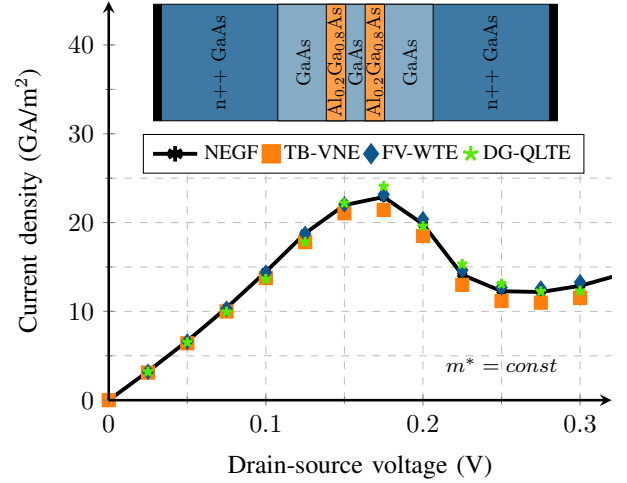 n++ GaAs
GaAs
Al0.2Ga0.8As
GaAs
Al0.2Ga0.8As
GaAs
n++ GaAs
NEGF TB-VNE FV-WTE DG-QLTE
Current density (GA/m²)
40
30
20
10
0
m* = const
0 0.1 0.2 0.3
Drain-source voltage (V)